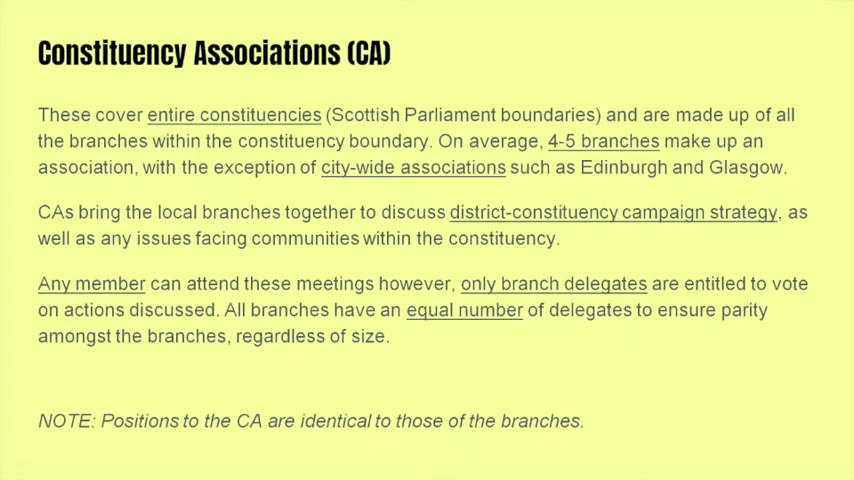 Constituency Associations (CA)
These cover entire constituencies (Scottish Parliament boundaries) and are made up of all
the branches within the constituency boundary. On average, 4-5 branches make up an
association, with the exception of city-wide associations such as Edinburgh and Glasgow.
CAs bring the local branches together to discuss district-constituency campaign strategy, as
well as any issues facing communities within the constituency.
Any member can attend these meetings however, only branch delegates are entitled to vote
on actions discussed. All branches have an equal number of delegates to ensure parity
amongst the branches, regardless of size.
NOTE: Positions to the CA are identical to those of the branches.